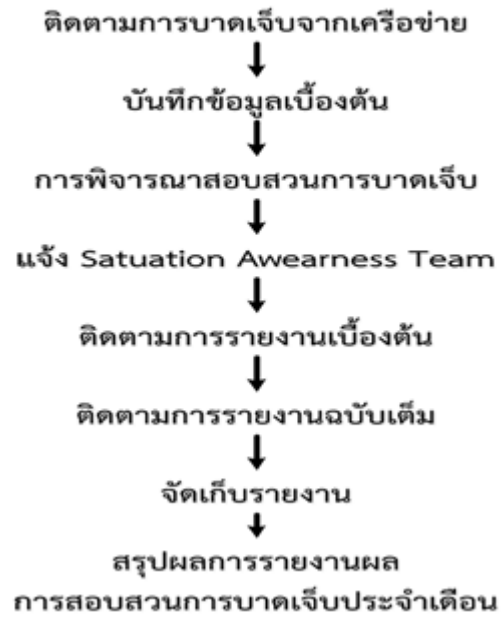 ติดตามการบาดเจ็บจากเครือข่าย
บันทึกข้อมูลเบื้องต้น
การพิจารณาสอบสวนการบาดเจ็บ
แจ้ง Satuation Awearness Team
ติดตามการรายงานเบื้องต้น
ติดตามการรายงานฉบับเต็ม
จัดเก็บรายงาน
สรุปผลการรายงานผล
การสอบสวนการบาดเจ็บประจำเดือน